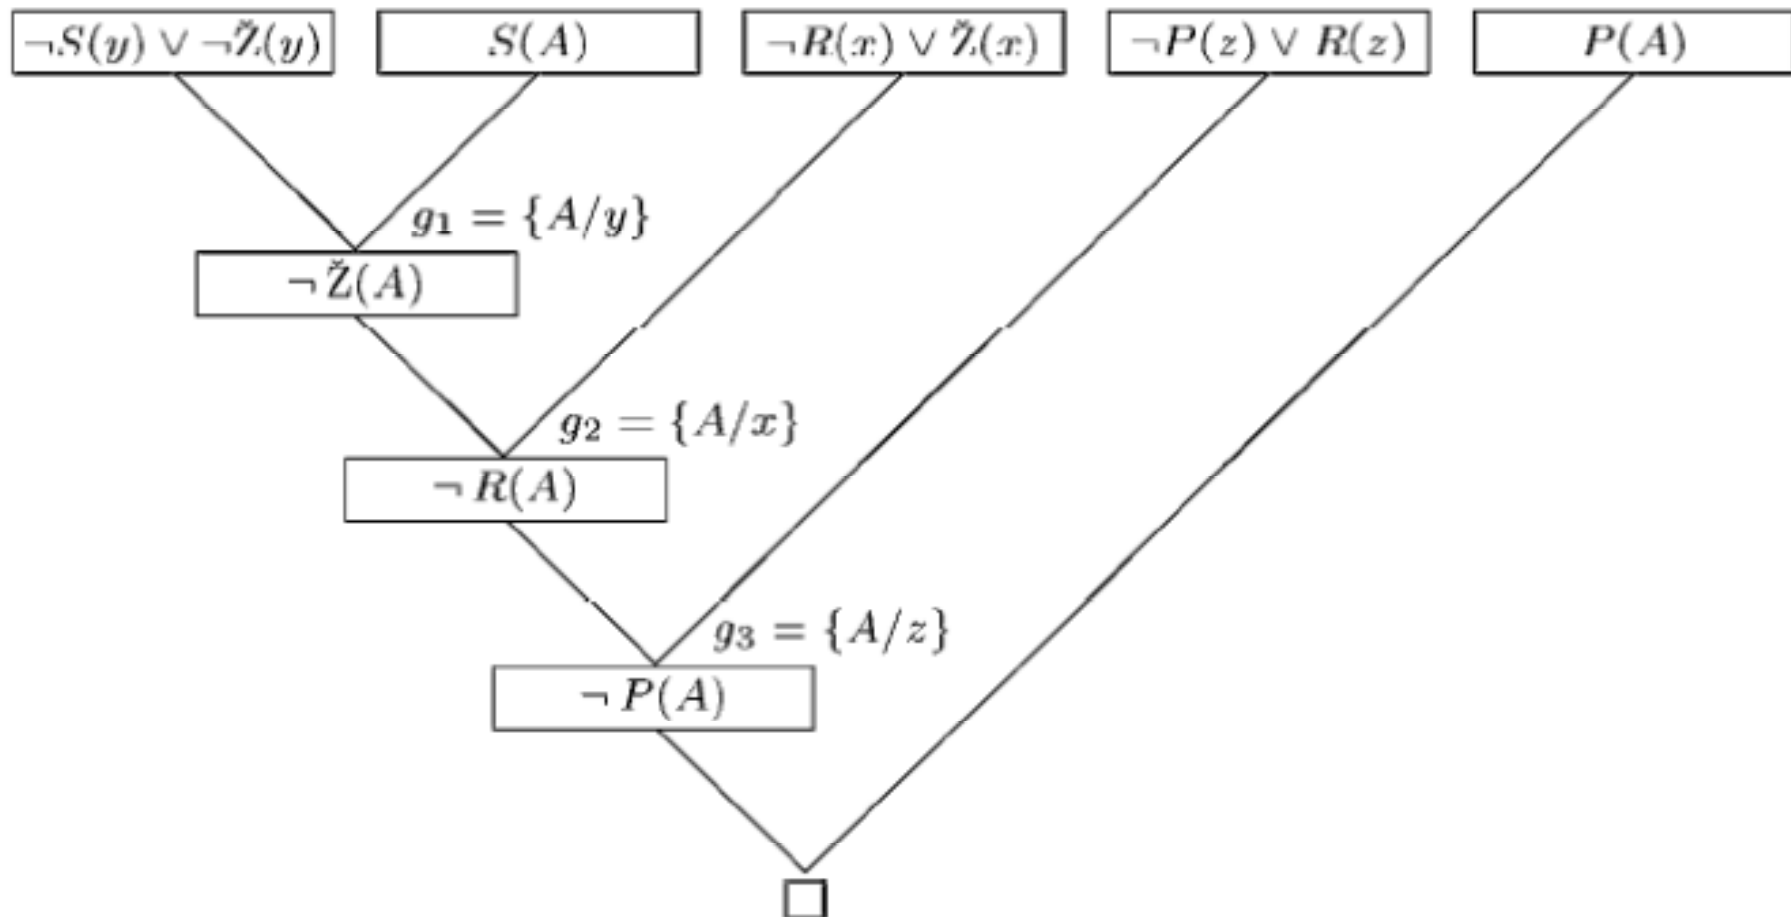 ¬S(y) ∨ ¬Ž(y) S(A) ¬R(x) ∨ Ž(x) ¬P(z) ∨ R(z) P(A)
g₁ = {A/y}
¬ Ž(A)
g₂ = {A/x}
¬ R(A)
g₃ = {A/z}
¬ P(A)